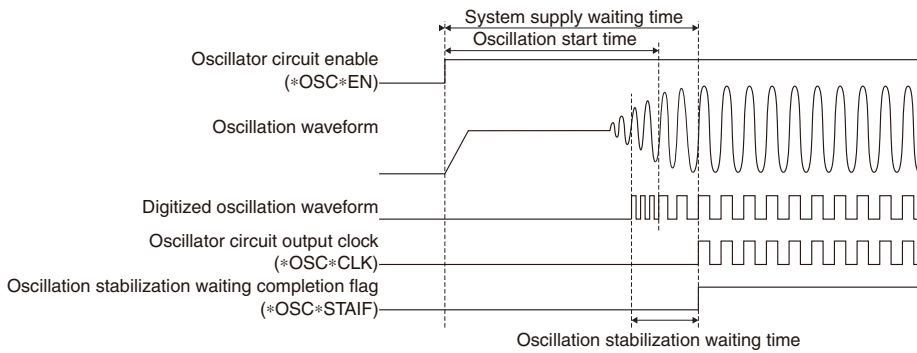 System supply waiting time
Oscillation start time
Oscillator circuit enable
(*OSC*EN)
Oscillation waveform
Digitized oscillation waveform
Oscillator circuit output clock
(*OSC*CLK)
Oscillation stabilization waiting completion flag
(*OSC*STAIF)
Oscillation stabilization waiting time